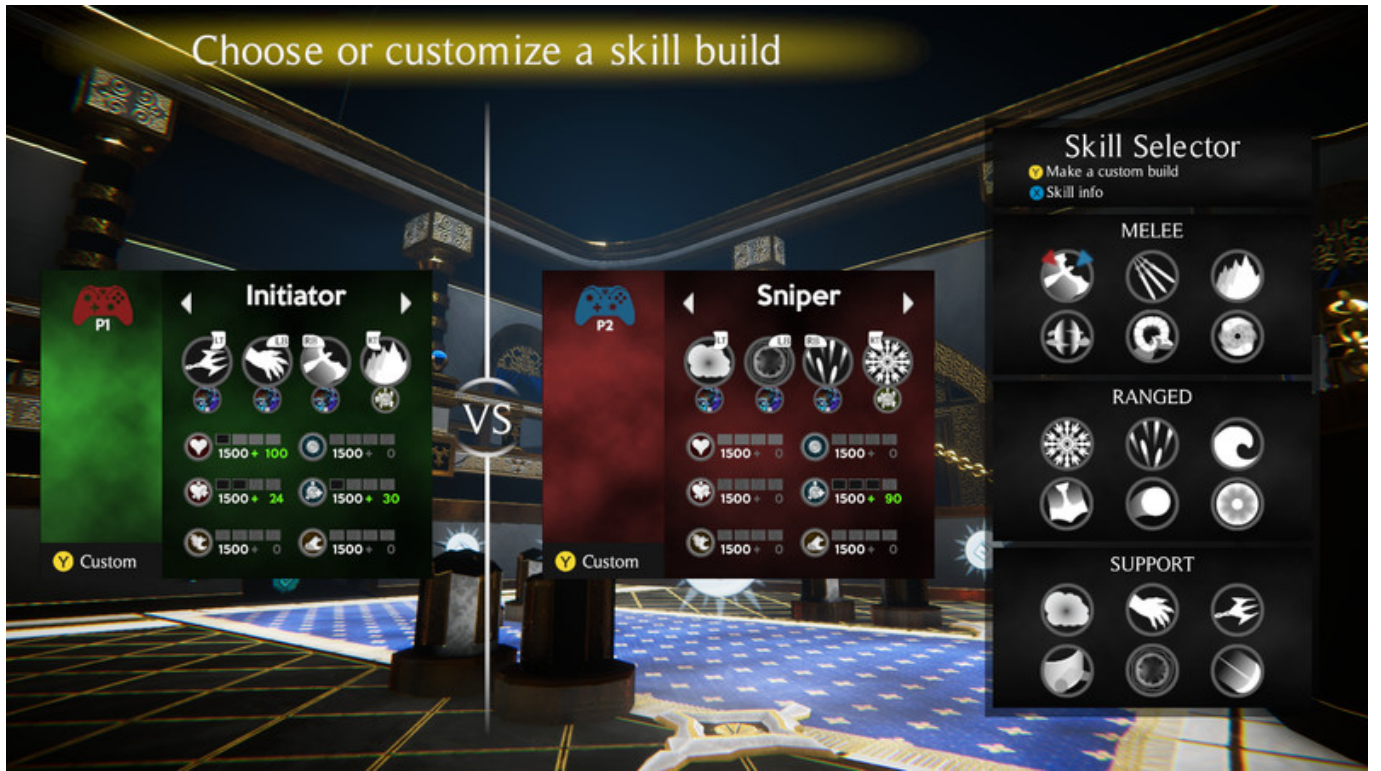 Choose or customize a skill build
Skill Selector
Y Make a custom build
X Skill info
MELEE
RANGED
SUPPORT
P1
Initiator
LT LB RB RT
1500 + 100 1500 + 0
1500 + 24 1500 + 30
1500 + 0 1500 + 0
Y Custom
VS
P2
Sniper
LT LB RB RT
1500 + 0 1500 + 0
1500 + 0 1500 + 90
1500 + 0 1500 + 0
Y Custom